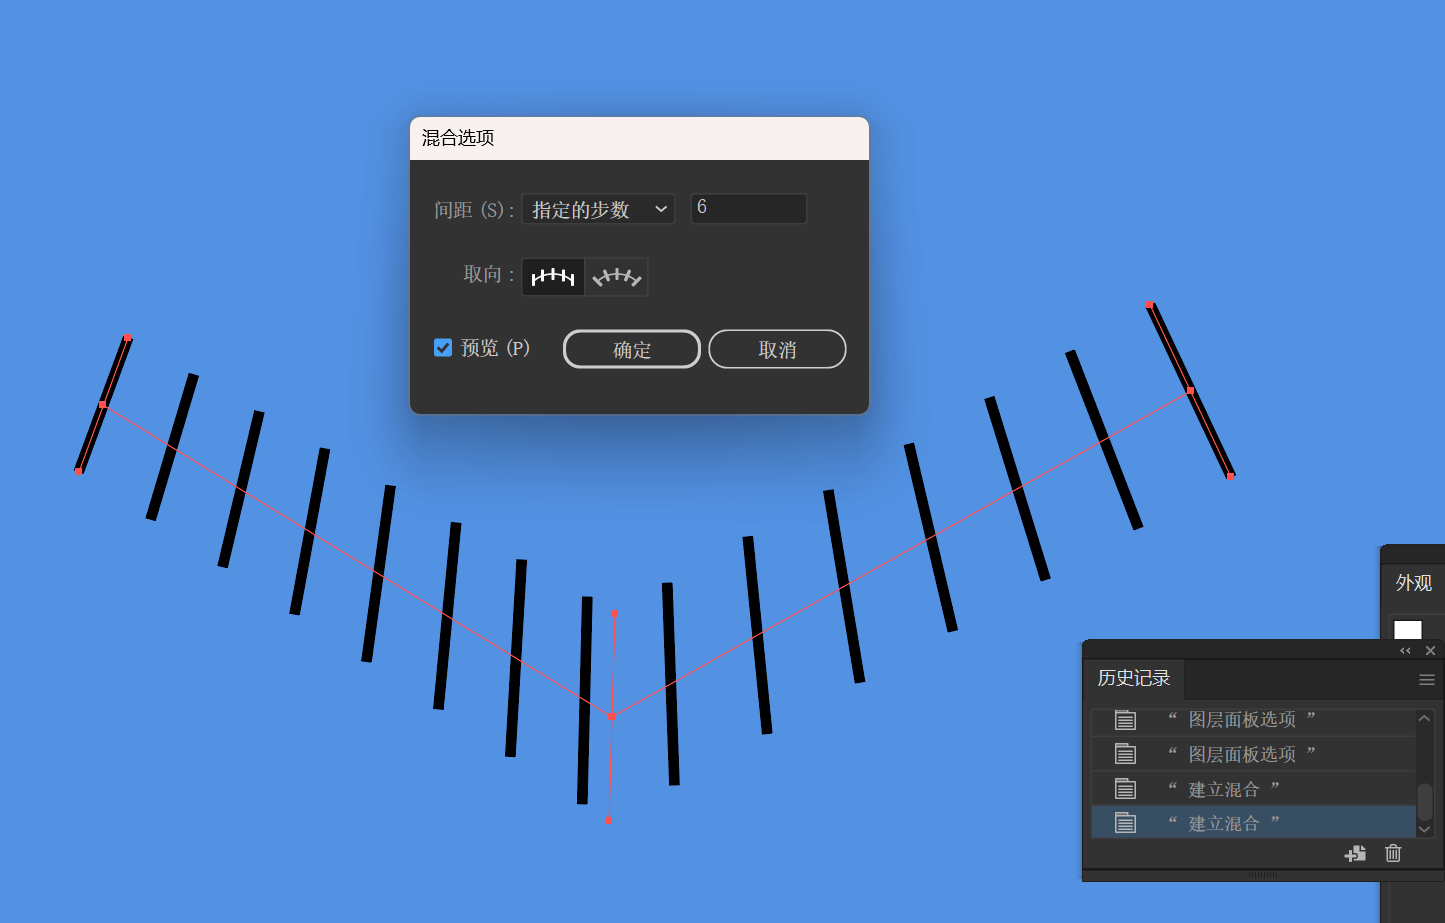 混合选项
间距 (S)： 指定的步数 6
取向：
预览 (P) 确定 取消
外观
历史记录
“ 图层面板选项 ”
“ 图层面板选项 ”
“ 建立混合 ”
“ 建立混合 ”